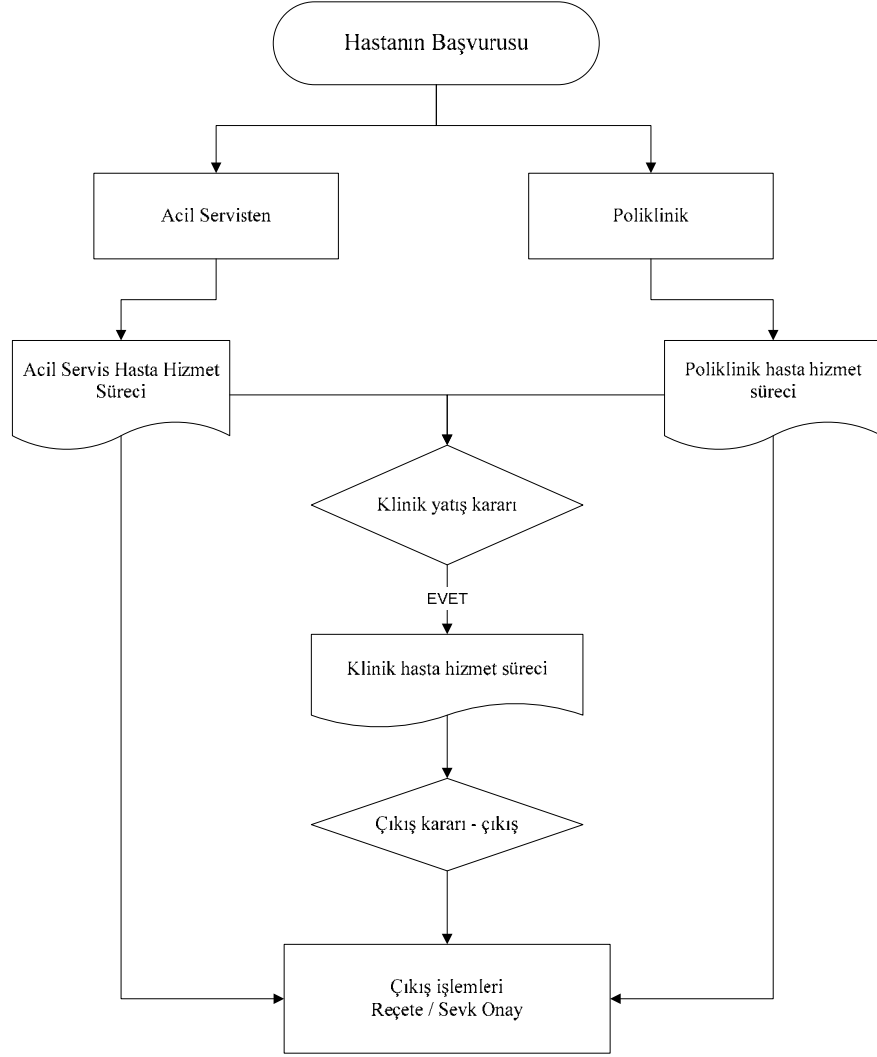 Hastanın Başvurusu
Acil Servisten
Poliklinik
Acil Servis Hasta Hizmet
Süreci
Poliklinik hasta hizmet
süreci
Klinik yatış kararı
EVET
Klinik hasta hizmet süreci
Çıkış kararı - çıkış
Çıkış işlemleri
Reçete / Sevk Onay